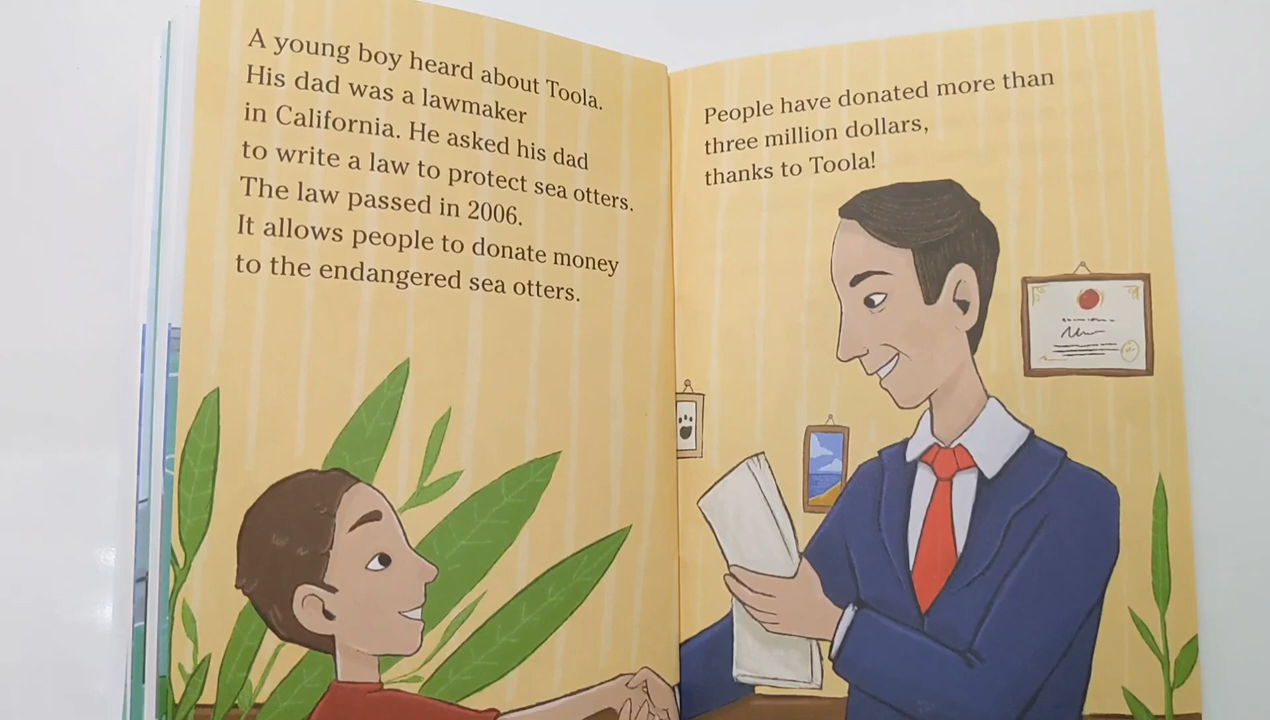 A young boy heard about Toola.
His dad was a lawmaker
in California. He asked his dad
to write a law to protect sea otters.
The law passed in 2006.
It allows people to donate money
to the endangered sea otters.
People have donated more than
three million dollars,
thanks to Toola!